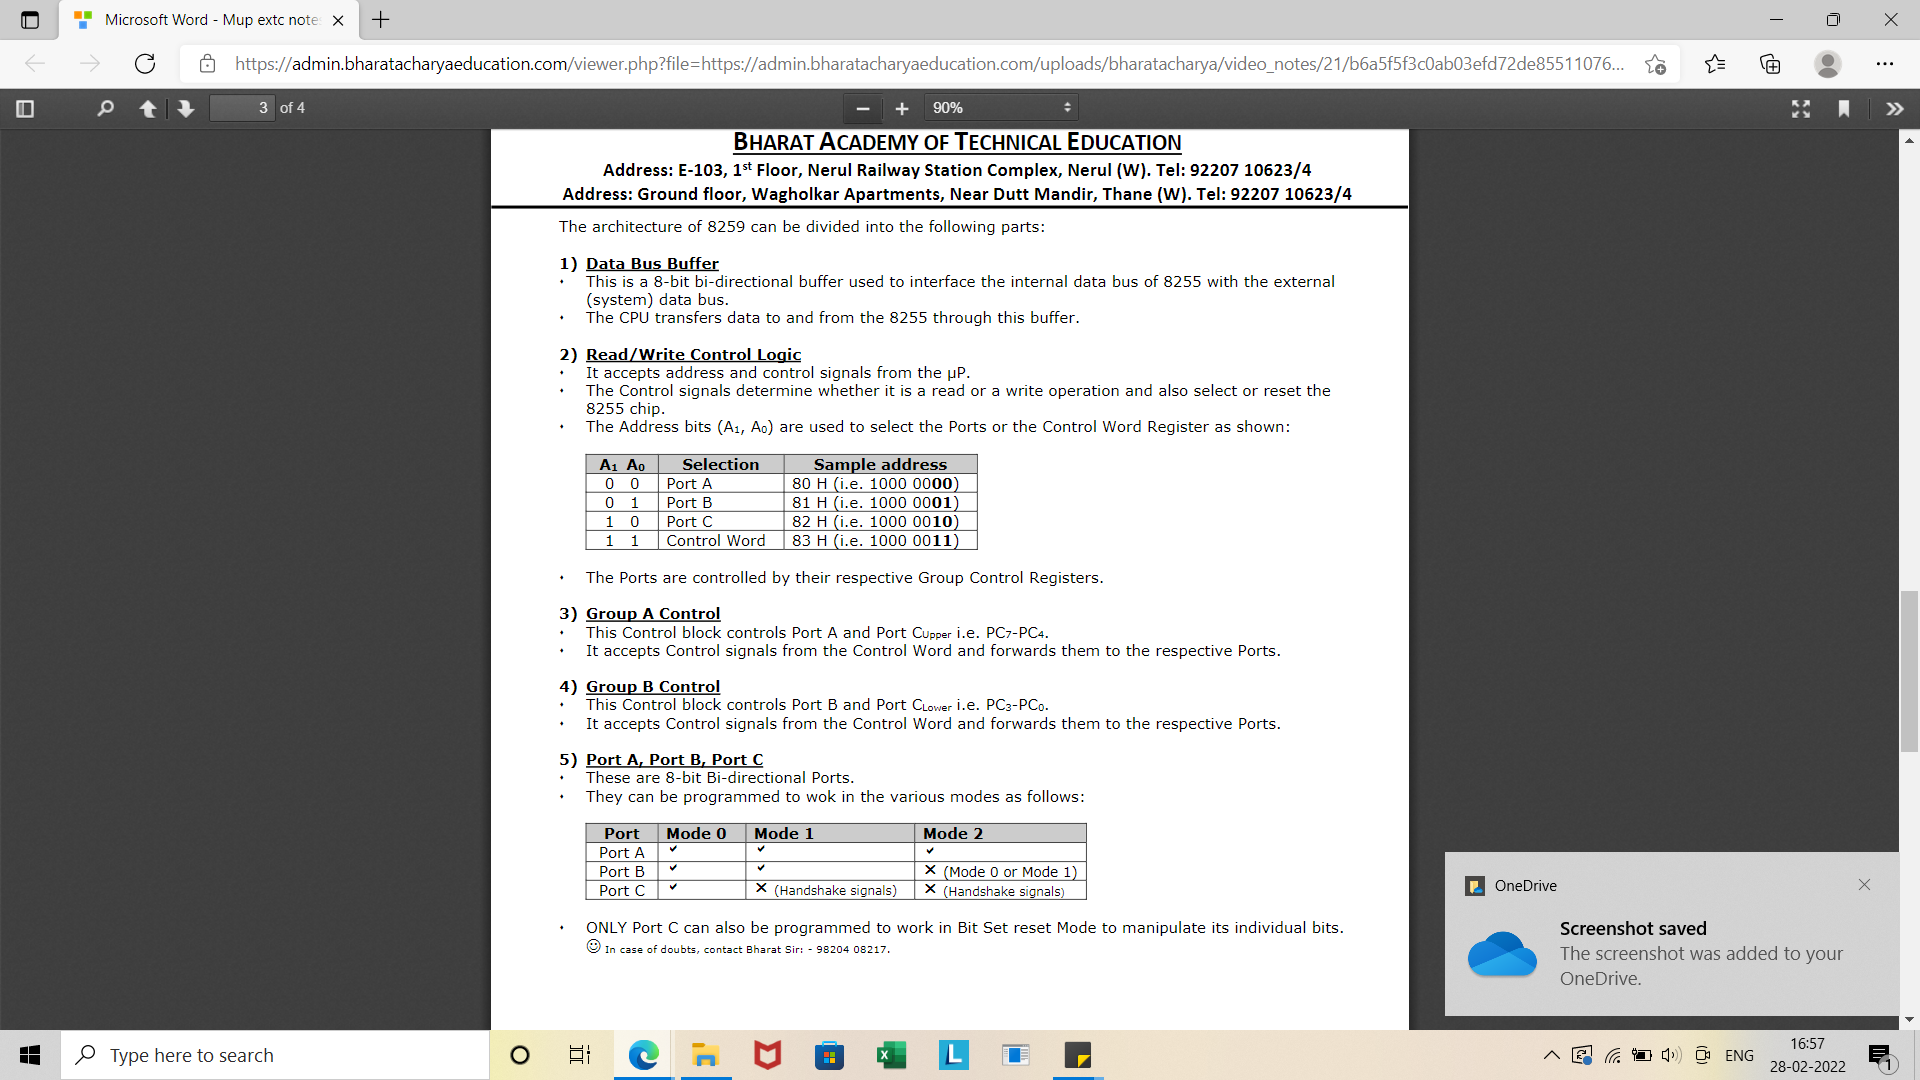 Microsoft Word - Mup extc note
https://admin.bharatacharyaeducation.com/viewer.php?file=https://admin.bharatacharyaeducation.com/uploads/bharatacharya/video_notes/21/b6a5f5f3c0ab03efd72de85511076...
3 of 4
90%
BHARAT ACADEMY OF TECHNICAL EDUCATION
Address: E-103, 1st Floor, Nerul Railway Station Complex, Nerul (W). Tel: 92207 10623/4
Address: Ground floor, Wagholkar Apartments, Near Dutt Mandir, Thane (W). Tel: 92207 10623/4
The architecture of 8259 can be divided into the following parts:
1) Data Bus Buffer
• This is a 8-bit bi-directional buffer used to interface the internal data bus of 8255 with the external
(system) data bus.
• The CPU transfers data to and from the 8255 through this buffer.
2) Read/Write Control Logic
• It accepts address and control signals from the µP.
• The Control signals determine whether it is a read or a write operation and also select or reset the
8255 chip.
• The Address bits (A1, A0) are used to select the Ports or the Control Word Register as shown:
A1 A0 Selection Sample address
0 0 Port A 80 H (i.e. 1000 0000)
0 1 Port B 81 H (i.e. 1000 0001)
1 0 Port C 82 H (i.e. 1000 0010)
1 1 Control Word 83 H (i.e. 1000 0011)
• The Ports are controlled by their respective Group Control Registers.
3) Group A Control
• This Control block controls Port A and Port CUpper i.e. PC7-PC4.
• It accepts Control signals from the Control Word and forwards them to the respective Ports.
4) Group B Control
• This Control block controls Port B and Port CLower i.e. PC3-PC0.
• It accepts Control signals from the Control Word and forwards them to the respective Ports.
5) Port A, Port B, Port C
• These are 8-bit Bi-directional Ports.
• They can be programmed to wok in the various modes as follows:
Port Mode 0 Mode 1 Mode 2
Port A ✓ ✓ ✓
Port B ✓ ✓ ✕ (Mode 0 or Mode 1)
Port C ✓ ✕ (Handshake signals) ✕ (Handshake signals)
• ONLY Port C can also be programmed to work in Bit Set reset Mode to manipulate its individual bits.
☺ In case of doubts, contact Bharat Sir: - 98204 08217.
OneDrive
Screenshot saved
The screenshot was added to your
OneDrive.
Type here to search
L
ENG
16:57
28-02-2022
1